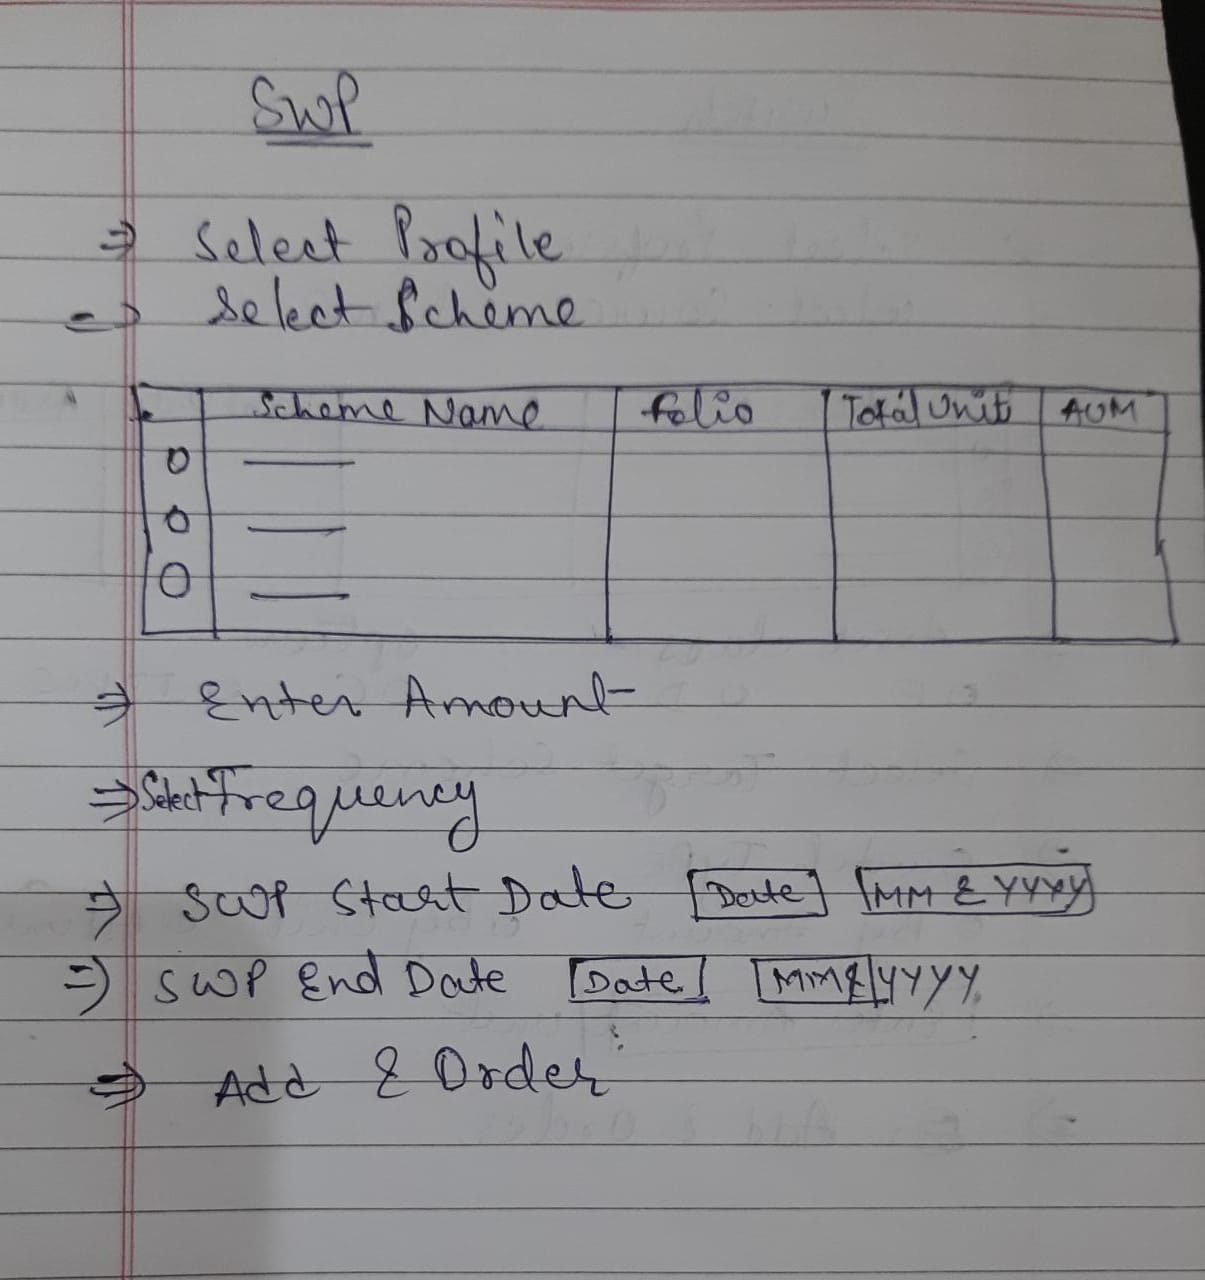 SWP
⇒ Select Profile
⇒ Select Scheme
Scheme Name Folio Total Unit AUM
⇒ Enter Amount
⇒ Select Frequency
⇒ SWP Start Date [Date] [MM & YYYY]
⇒ SWP End Date [Date] [MM & YYYY]
⇒ Add & Order